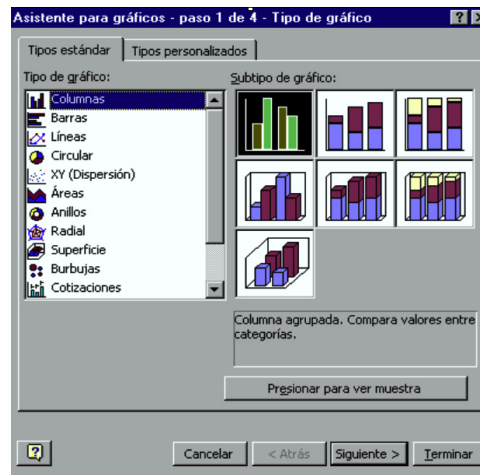 Asistente para gráficos - paso 1 de 4 - Tipo de gráfico
Tipos estándar
Tipos personalizados
Tipo de gráfico:
Columnas
Barras
Líneas
Circular
XY (Dispersión)
Áreas
Anillos
Radial
Superficie
Burbujas
Cotizaciones
Subtipo de gráfico:
Columna agrupada. Compara valores entre
categorías.
Presionar para ver muestra
Cancelar
< Atrás
Siguiente >
Terminar